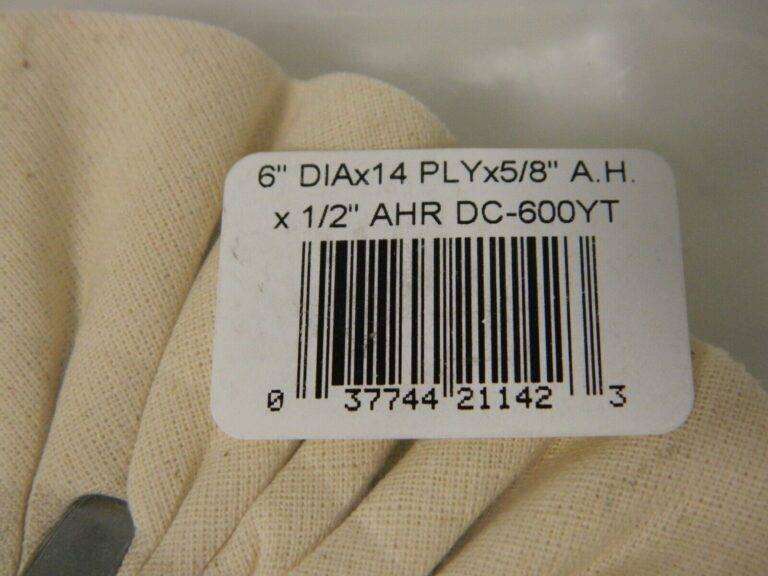 6" DIAx14 PLYx5/8" A.H.
x 1/2" AHR DC-600YT
0 37744 21142 3